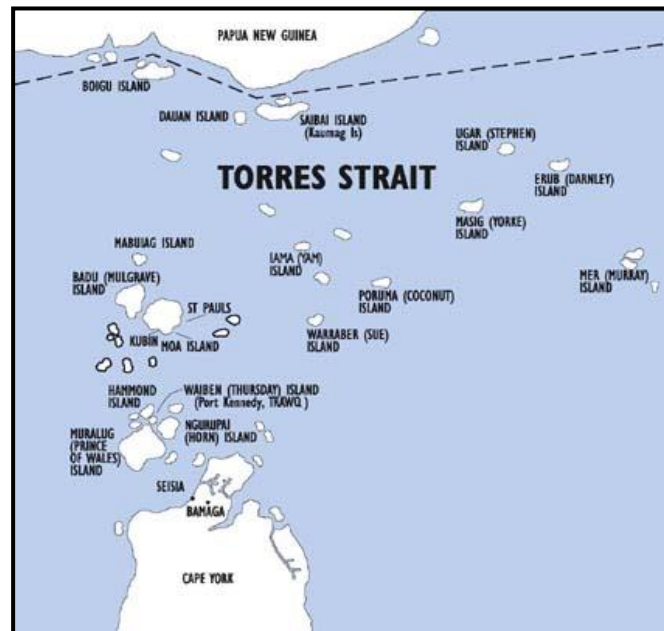 PAPUA NEW GUINEA
BOIGU ISLAND
DAUAN ISLAND
SAIBAI ISLAND
(Kaumag Is)
UGAR (STEPHEN)
ISLAND
ERUB (DARNLEY)
ISLAND
TORRES STRAIT
MASIG (YORKE)
ISLAND
MABUIAG ISLAND
IAMA (YAM)
ISLAND
BADU (MULGRAVE)
ISLAND
MER (MURRAY)
ISLAND
PORUMA (COCONUT)
ISLAND
ST PAULS
WARRABER (SUE)
ISLAND
KUBIN
MOA ISLAND
HAMMOND
ISLAND
WAIBEN (THURSDAY) ISLAND
(Port Kennedy, TKAWQ )
NGURUPAI
(HORN) ISLAND
MURALUG
(PRINCE
OF WALES)
ISLAND
SEISIA
BAMAGA
CAPE YORK